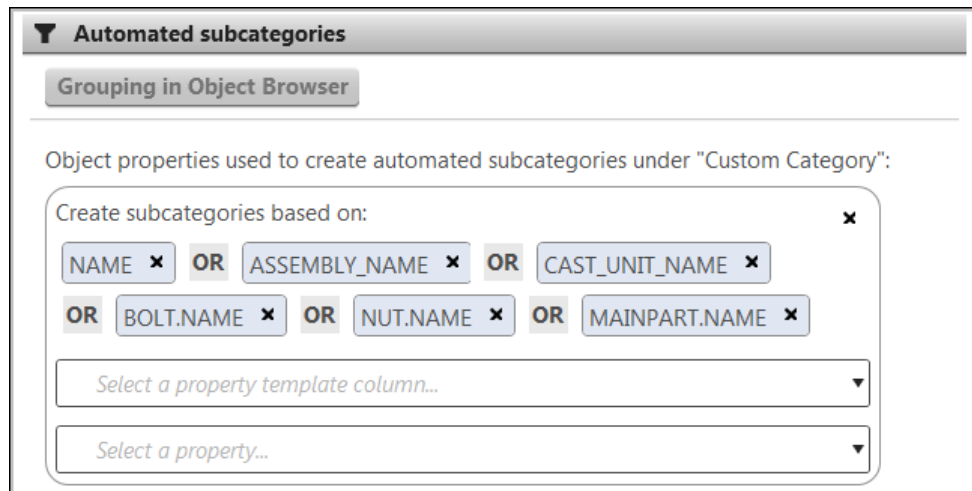 Automated subcategories
Grouping in Object Browser
Object properties used to create automated subcategories under "Custom Category":
Create subcategories based on:
NAME OR ASSEMBLY_NAME OR CAST_UNIT_NAME
OR BOLT.NAME OR NUT.NAME OR MAINPART.NAME
Select a property template column...
Select a property...